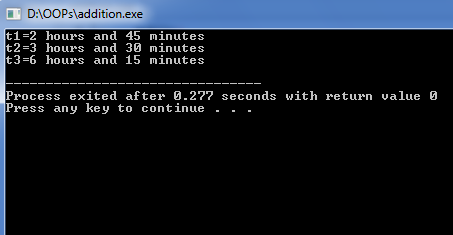 D:\OOPs\addition.exe
t1=2 hours and 45 minutes
t2=3 hours and 30 minutes
t3=6 hours and 15 minutes
--------------------------------
Process exited after 0.277 seconds with return value 0
Press any key to continue . . .